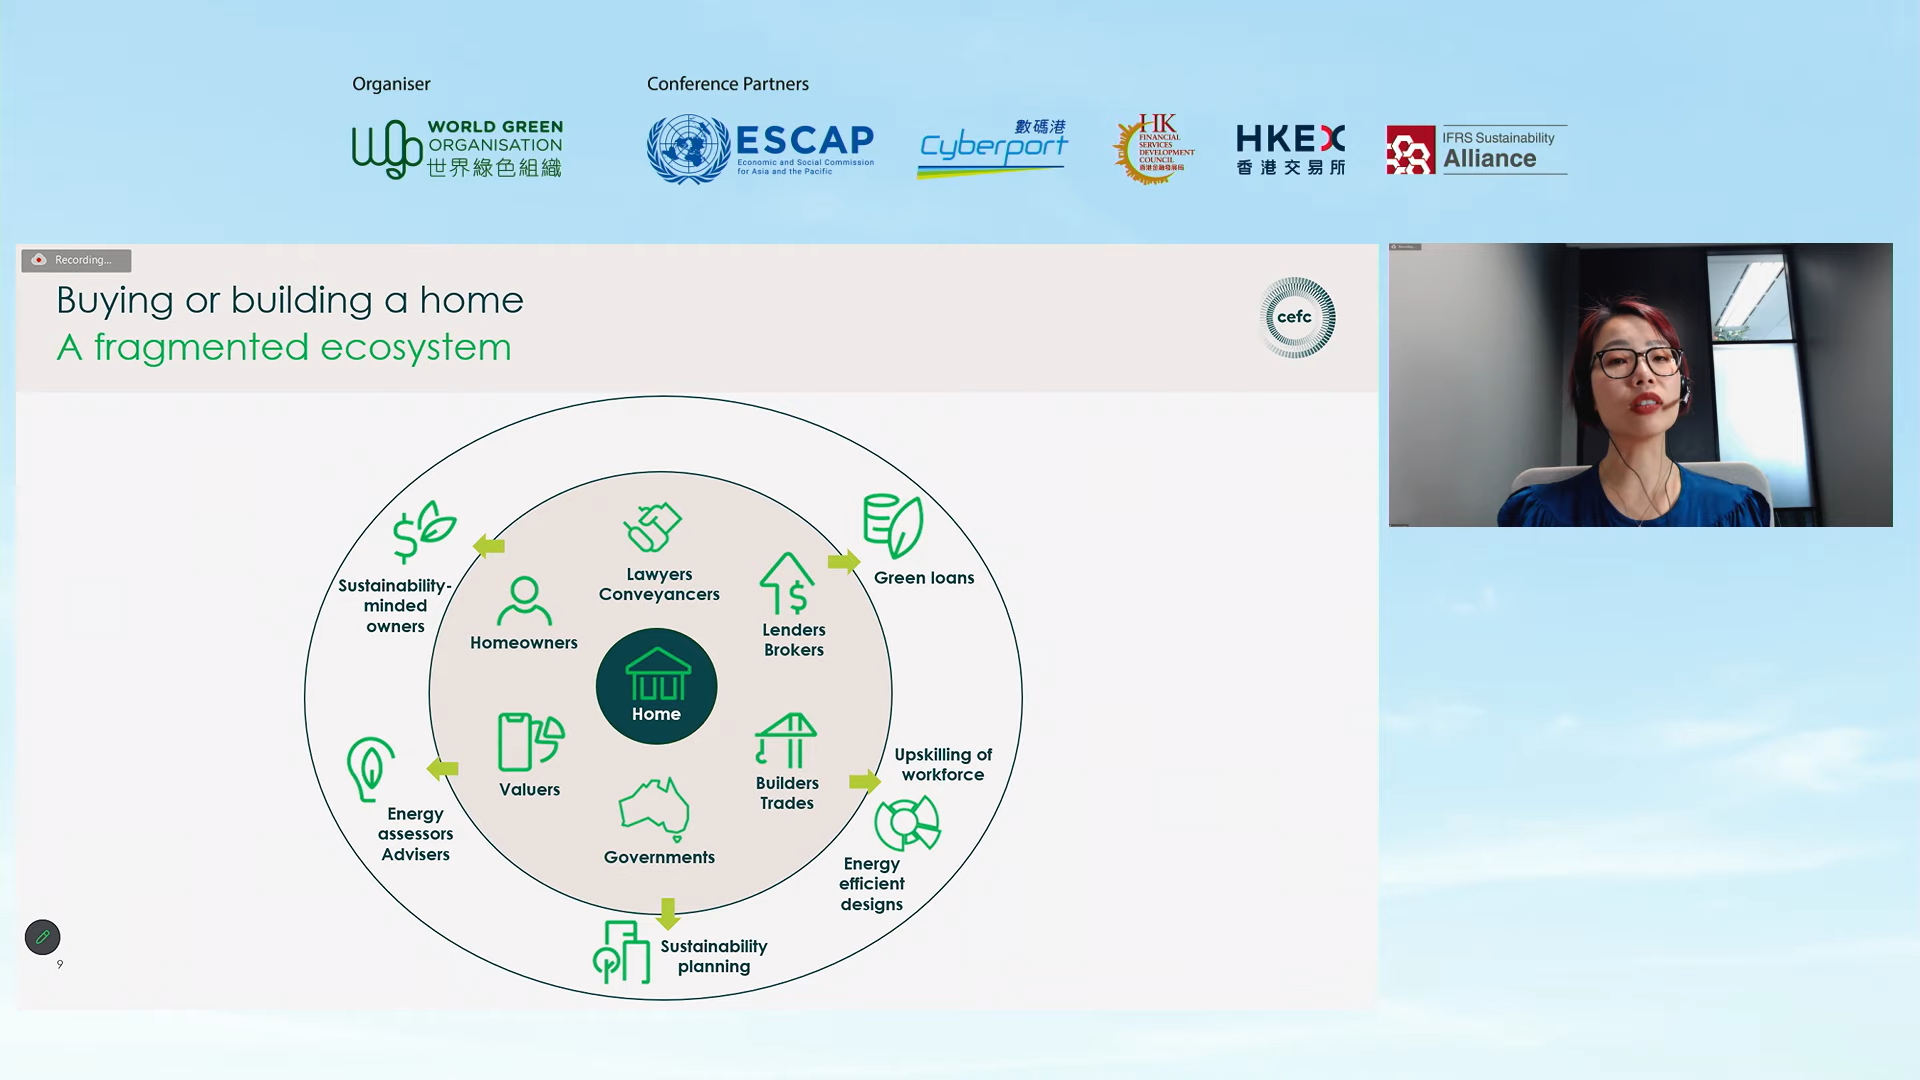 Organiser
Conference Partners
WORLD GREEN
ORGANISATION
世界綠色組織
ESCAP
Economic and Social Commission
for Asia and the Pacific
數碼港
Cyberport
HK
FINANCIAL
SERVICES
DEVELOPMENT
COUNCIL
香港金融發展局
HKEX
香港交易所
IFRS Sustainability
Alliance
Recording...
Buying or building a home
A fragmented ecosystem
cefc
Sustainability-
minded
owners
Homeowners
Lawyers
Conveyancers
Lenders
Brokers
Green loans
Home
Valuers
Energy
assessors
Advisers
Governments
Builders
Trades
Upskilling of
workforce
Energy
efficient
designs
Sustainability
planning
9